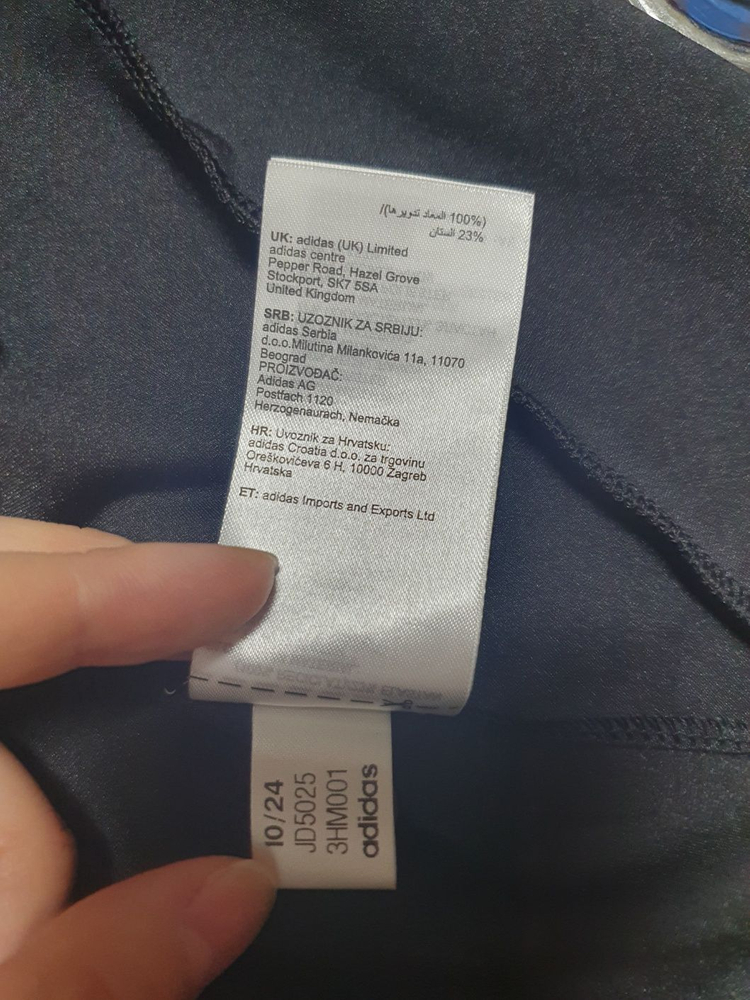 (100% المعاد تدويرها)/
23% الستان
UK: adidas (UK) Limited
adidas centre
Pepper Road, Hazel Grove
Stockport, SK7 5SA
United Kingdom
SRB: UZOZNIK ZA SRBIJU:
adidas Serbia
d.o.o.Milutina Milankovića 11a, 11070
Beograd
PROIZVOĐAČ:
Adidas AG
Postfach 1120
Herzogenaurach, Nemačka
HR: Uvoznik za Hrvatsku:
adidas Croatia d.o.o. za trgovinu
Oreškovićeva 6 H, 10000 Zagreb
Hrvatska
ET: adidas Imports and Exports Ltd
10/24
JD5025
3HM001
adidas